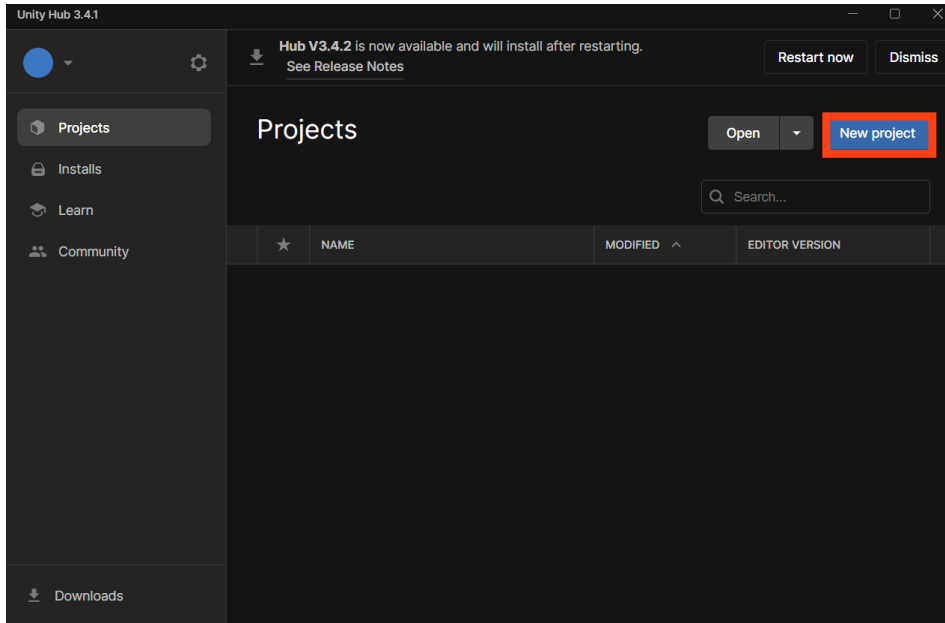 Unity Hub 3.4.1
Hub V3.4.2 is now available and will install after restarting.
See Release Notes
Restart now
Dismiss
Projects
Installs
Learn
Community
Downloads
Projects
Open
New project
Search...
NAME
MODIFIED
EDITOR VERSION